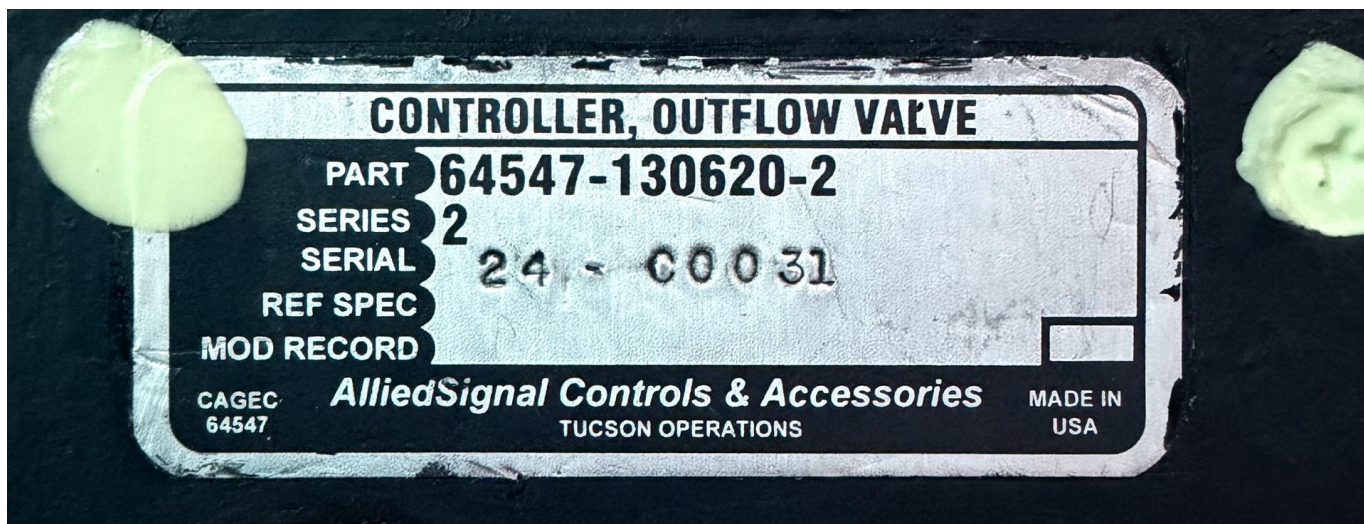 CONTROLLER, OUTFLOW VALVE
PART 64547-130620-2
SERIES 2
SERIAL 24 - C0031
REF SPEC
MOD RECORD
AlliedSignal Controls & Accessories
CAGEC 64547
TUCSON OPERATIONS
MADE IN USA